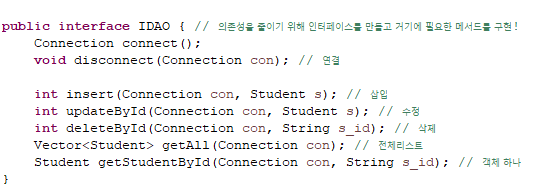 public interface IDAO { // 의존성을 줄이기 위해 인터페이스를 만들고 거기에 필요한 메서드를 구현!
Connection connect();
void disconnect(Connection con); // 연결
int insert(Connection con, Student s); // 삽입
int updateById(Connection con, Student s); // 수정
int deleteById(Connection con, String s_id); // 삭제
Vector<Student> getAll(Connection con); // 전체리스트
Student getStudentById(Connection con, String s_id); // 객체 하나
}